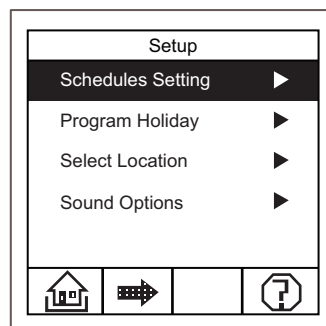 Setup
Schedules Setting
Program Holiday
Select Location
Sound Options
?